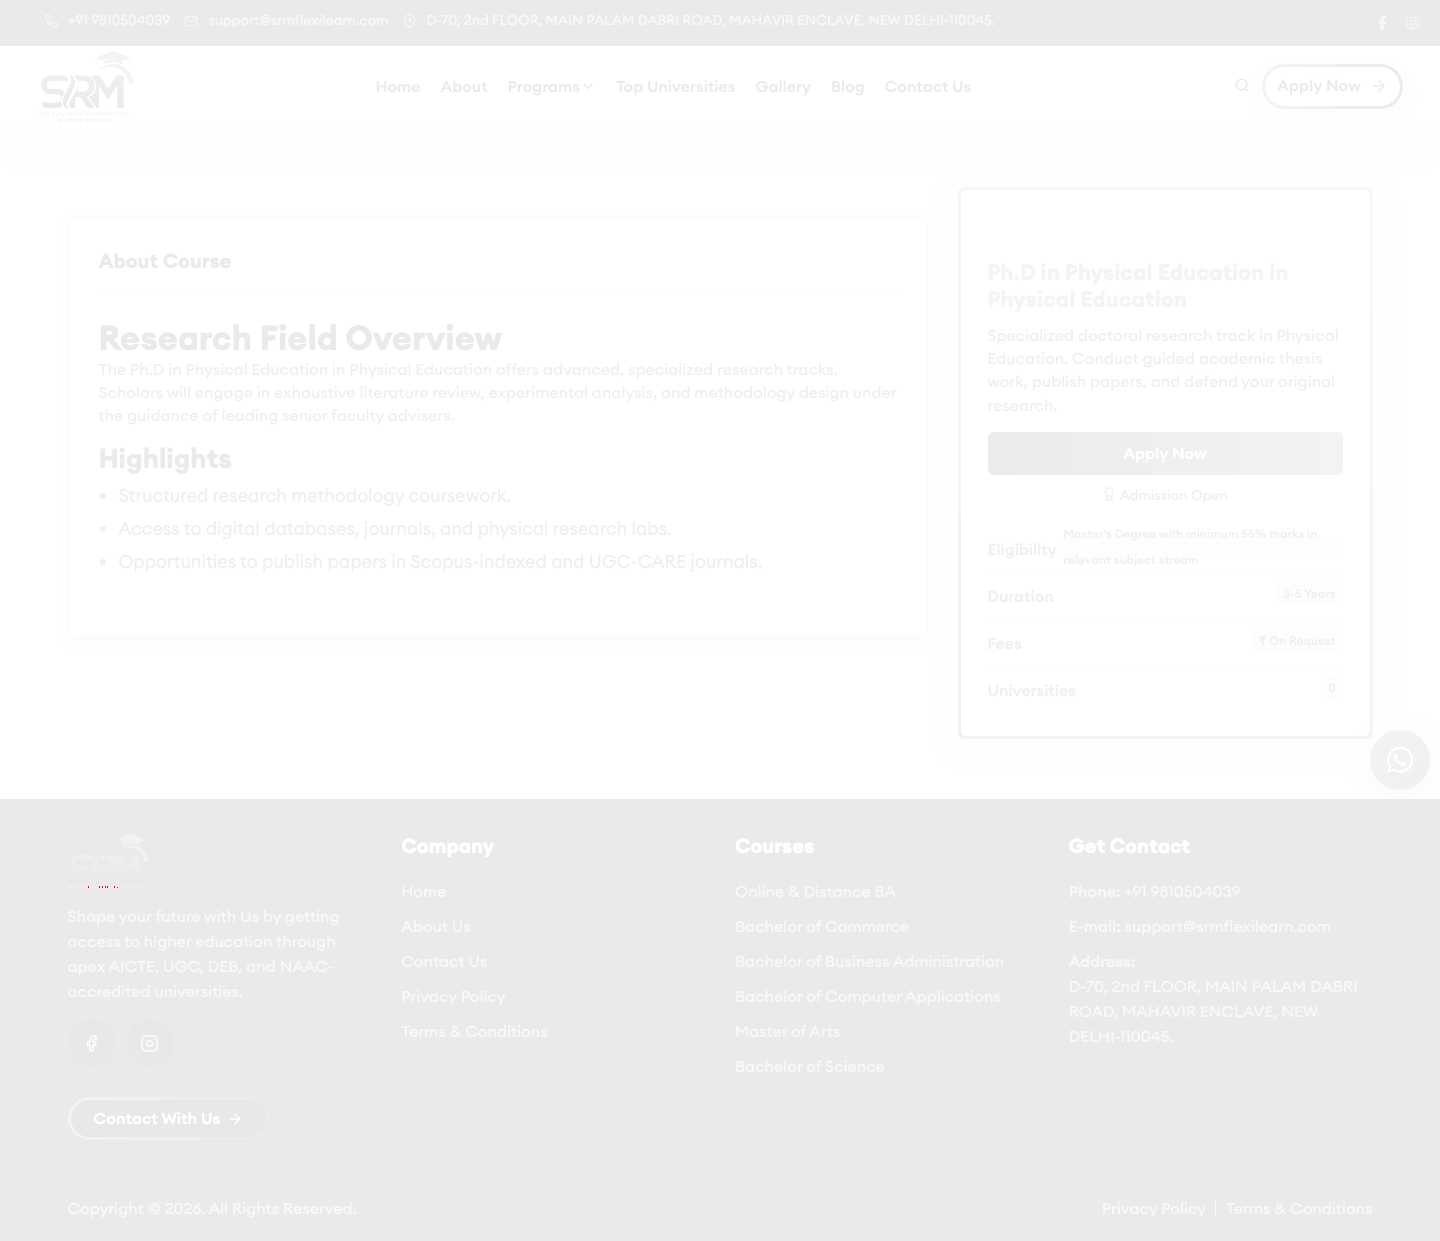 +91 9810504039 support@srmflexilearn.com D-70, 2nd FLOOR, MAIN PALAM DABRI ROAD, MAHAVIR ENCLAVE, NEW DELHI-110045.
SRM
Home About Programs Top Universities Gallery Blog Contact Us
Apply Now
About Course
Research Field Overview
The Ph.D in Physical Education in Physical Education offers advanced, specialized research tracks.
Scholars will engage in exhaustive literature review, experimental analysis, and methodology design under
the guidance of leading senior faculty advisers.
Highlights
• Structured research methodology coursework.
• Access to digital databases, journals, and physical research labs.
• Opportunities to publish papers in Scopus-indexed and UGC-CARE journals.
Ph.D in Physical Education in
Physical Education
Specialized doctoral research track in Physical
Education. Conduct guided academic thesis
work, publish papers, and defend your original
research.
Apply Now
Admission Open
Eligibility Master's Degree with minimum 55% marks in
relevant subject stream
Duration 3-5 Years
Fees ₹ On Request
Universities 0
SRM
Shape your future with Us by getting
access to higher education through
apex AICTE, UGC, DEB, and NAAC-
accredited universities.
Contact With Us
Company
Home
About Us
Contact Us
Privacy Policy
Terms & Conditions
Courses
Online & Distance BA
Bachelor of Commerce
Bachelor of Business Administration
Bachelor of Computer Applications
Master of Arts
Bachelor of Science
Get Contact
Phone: +91 9810504039
E-mail: support@srmflexilearn.com
Address:
D-70, 2nd FLOOR, MAIN PALAM DABRI
ROAD, MAHAVIR ENCLAVE, NEW
DELHI-110045.
Copyright © 2026. All Rights Reserved.
Privacy Policy | Terms & Conditions